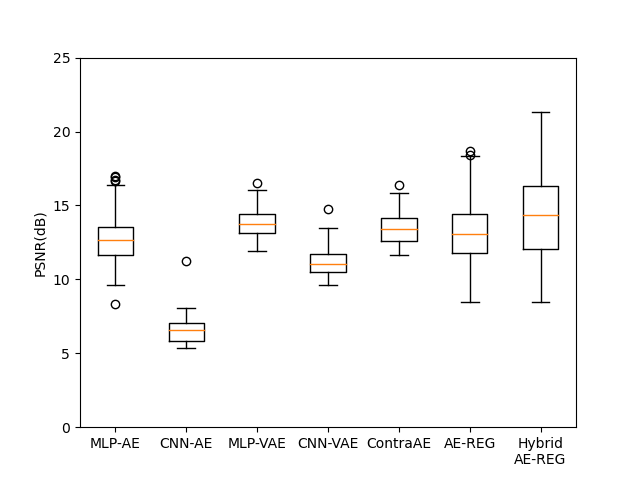 25
20
15
10
5
0
PSNR(dB)
MLP-AE
CNN-AE
MLP-VAE
CNN-VAE
ContraAE
AE-REG
Hybrid
AE-REG